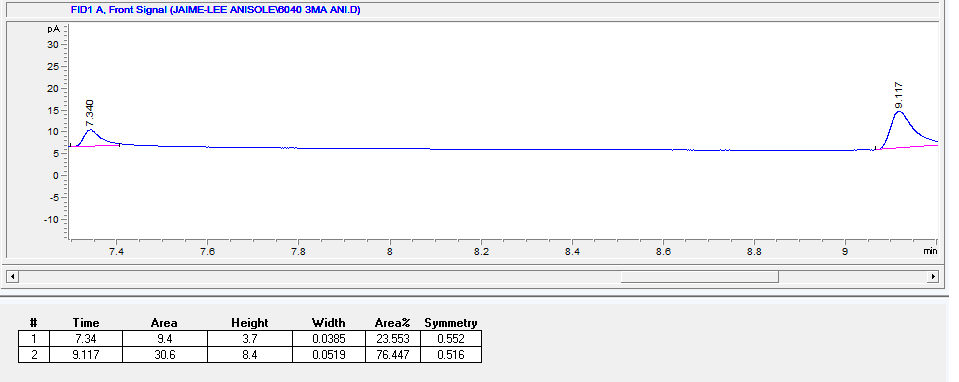 FID1 A, Front Signal (JAIME-LEE ANISOLE\6040 3MA ANI.D)
pA
30
25
20
15
10
5
0
-5
-10
7.340
9.117
7.4 7.6 7.8 8 8.2 8.4 8.6 8.8 9 min
# Time Area Height Width Area% Symmetry
1 7.34 9.4 3.7 0.0385 23.553 0.552
2 9.117 30.6 8.4 0.0519 76.447 0.516